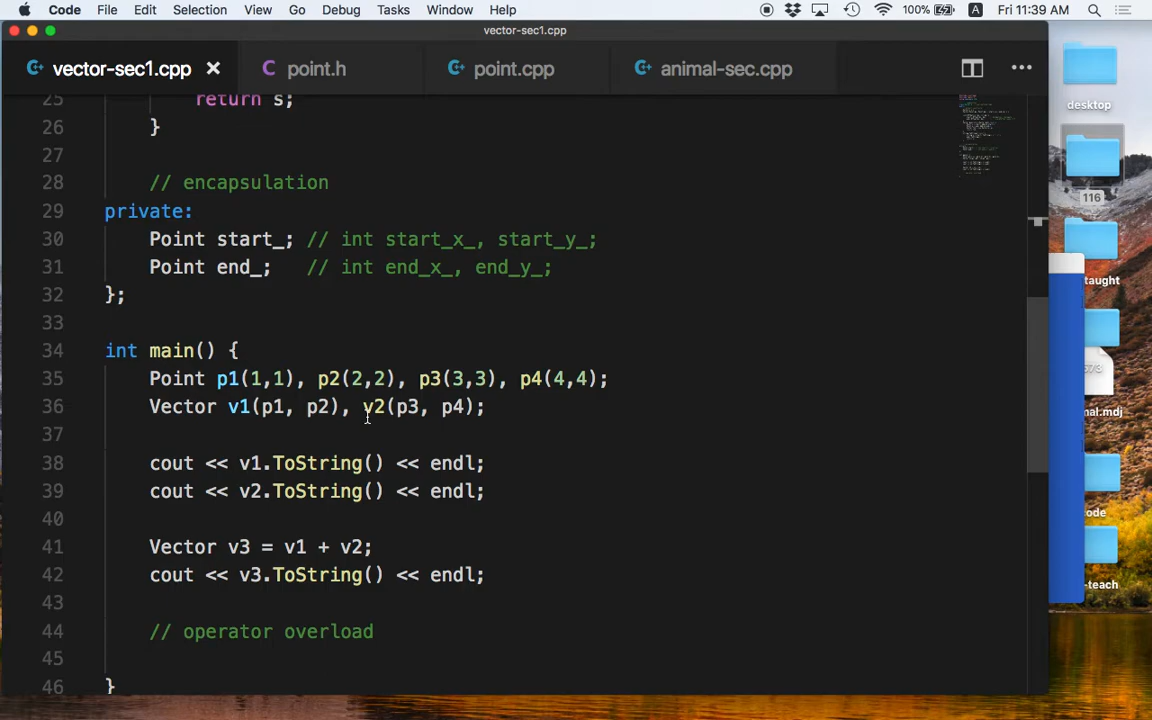 Code File Edit Selection View Go Debug Tasks Window Help 100% A Fri 11:39 AM
vector-sec1.cpp
vector-sec1.cpp point.h point.cpp animal-sec.cpp
25 return s;
26 }
27
28 // encapsulation
29 private:
30 Point start_; // int start_x_, start_y_;
31 Point end_; // int end_x_, end_y_;
32 };
33
34 int main() {
35 Point p1(1,1), p2(2,2), p3(3,3), p4(4,4);
36 Vector v1(p1, p2), v2(p3, p4);
37
38 cout << v1.ToString() << endl;
39 cout << v2.ToString() << endl;
40
41 Vector v3 = v1 + v2;
42 cout << v3.ToString() << endl;
43
44 // operator overload
45
46 }
desktop
116
taught
573
nal.mdj
ode
-teach